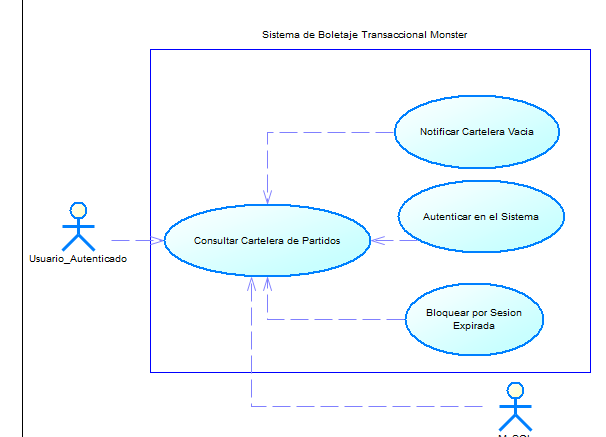 Sistema de Boletaje Transaccional Monster
Notificar Cartelera Vacia
Autenticar en el Sistema
Consultar Cartelera de Partidos
Usuario_Autenticado
Bloquear por Sesion
Expirada